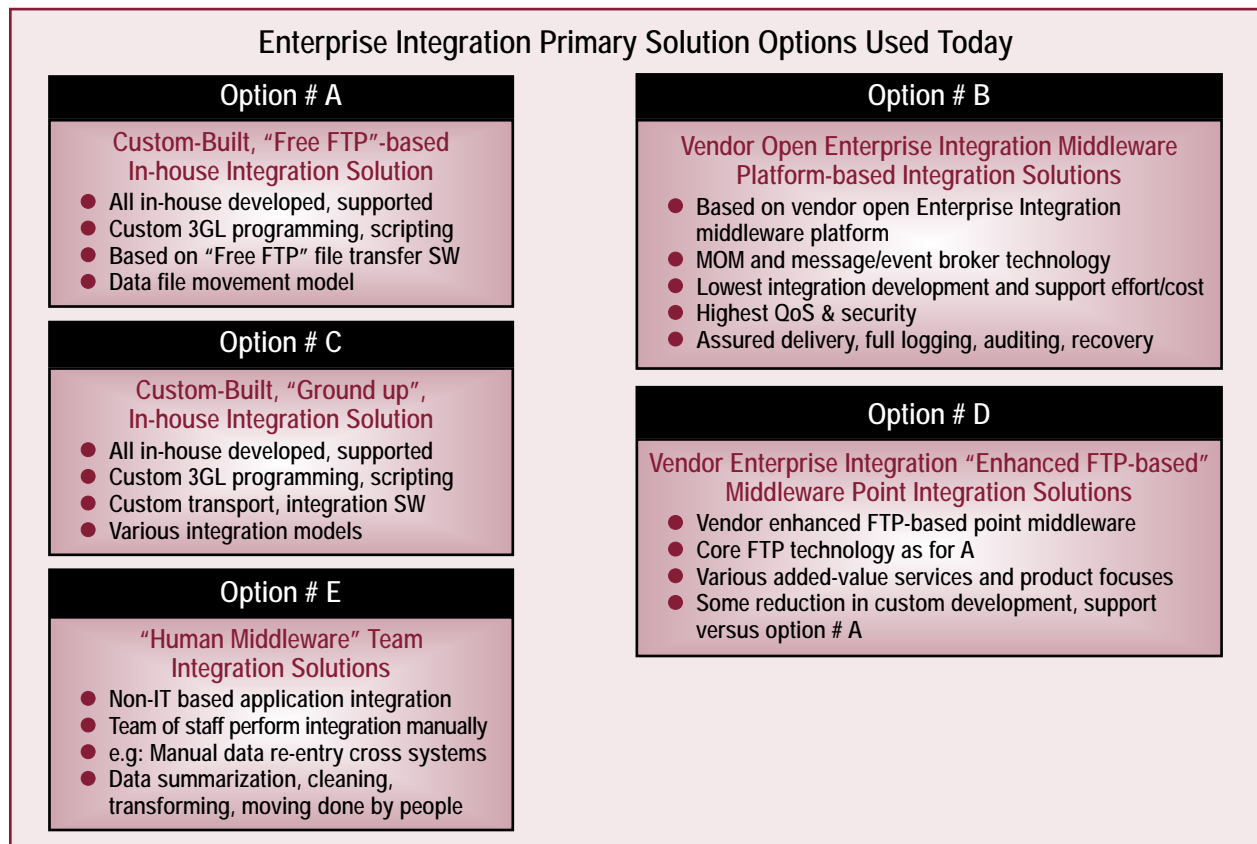 Enterprise Integration Primary Solution Options Used Today
Option # A
Custom-Built, “Free FTP”-based
In-house Integration Solution
● All in-house developed, supported
● Custom 3GL programming, scripting
● Based on “Free FTP” file transfer SW
● Data file movement model
Option # B
Vendor Open Enterprise Integration Middleware
Platform-based Integration Solutions
● Based on vendor open Enterprise Integration
middleware platform
● MOM and message/event broker technology
● Lowest integration development and support effort/cost
● Highest QoS & security
● Assured delivery, full logging, auditing, recovery
Option # C
Custom-Built, “Ground up”,
In-house Integration Solution
● All in-house developed, supported
● Custom 3GL programming, scripting
● Custom transport, integration SW
● Various integration models
Option # D
Vendor Enterprise Integration “Enhanced FTP-based”
Middleware Point Integration Solutions
● Vendor enhanced FTP-based point middleware
● Core FTP technology as for A
● Various added-value services and product focuses
● Some reduction in custom development, support
versus option # A
Option # E
“Human Middleware” Team
Integration Solutions
● Non-IT based application integration
● Team of staff perform integration manually
● e.g: Manual data re-entry cross systems
● Data summarization, cleaning,
transforming, moving done by people